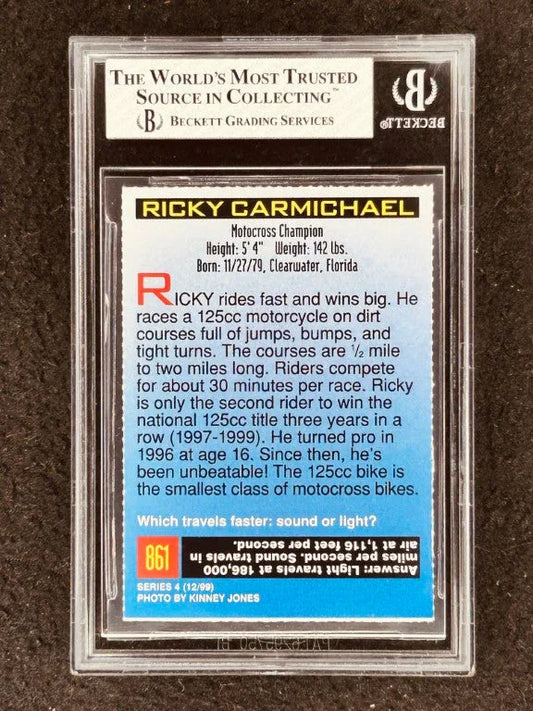 THE WORLD'S MOST TRUSTED
SOURCE IN COLLECTING™
B BECKETT GRADING SERVICES
B
BECKETT®
RICKY CARMICHAEL
Motocross Champion
Height: 5' 4" Weight: 142 lbs.
Born: 11/27/79, Clearwater, Florida
RICKY rides fast and wins big. He
races a 125cc motorcycle on dirt
courses full of jumps, bumps, and
tight turns. The courses are ½ mile
to two miles long. Riders compete
for about 30 minutes per race. Ricky
is only the second rider to win the
national 125cc title three years in a
row (1997-1999). He turned pro in
1996 at age 16. Since then, he's
been unbeatable! The 125cc bike is
the smallest class of motocross bikes.
Which travels faster: sound or light?
861
Answer: Light travels at 186,000
miles per second. Sound travels in
air at 1,116 feet per second.
SERIES 4 (12/99)
PHOTO BY KINNEY JONES